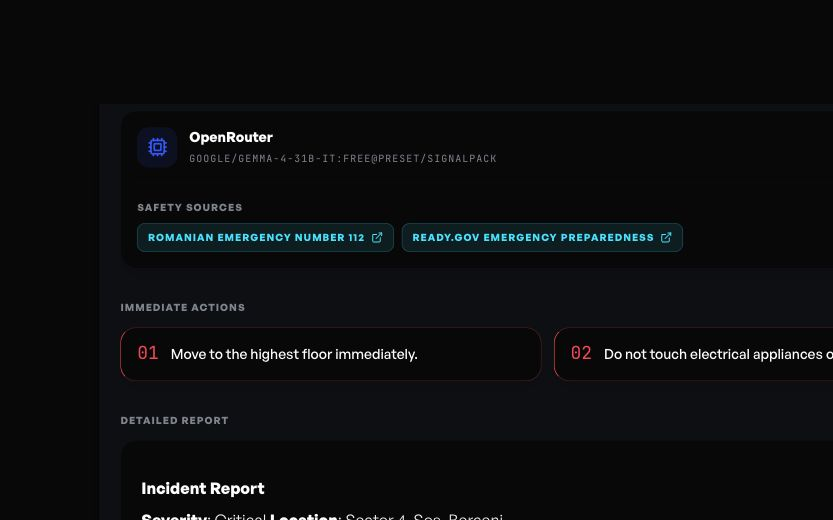 OpenRouter
GOOGLE/GEMMA-4-31B-IT:FREE@PRESET/SIGNALPACK
SAFETY SOURCES
ROMANIAN EMERGENCY NUMBER 112 READY.GOV EMERGENCY PREPAREDNESS
IMMEDIATE ACTIONS
01 Move to the highest floor immediately. 02 Do not touch electrical appliances o
DETAILED REPORT
Incident Report
Severity: Critical Location: Sector 4, Sos. Berceni